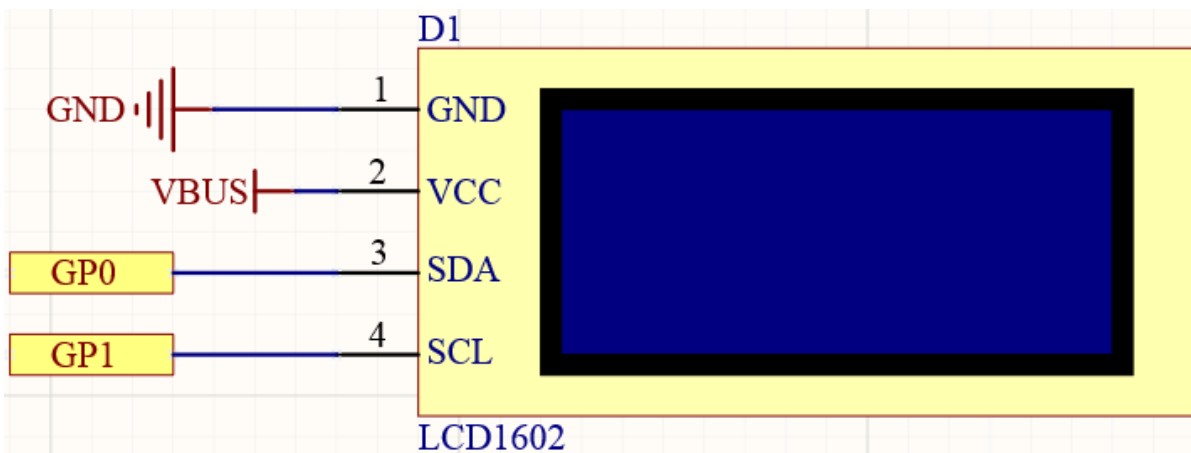 D1
GND 1 GND
VBUS 2 VCC
GP0 3 SDA
GP1 4 SCL
LCD1602